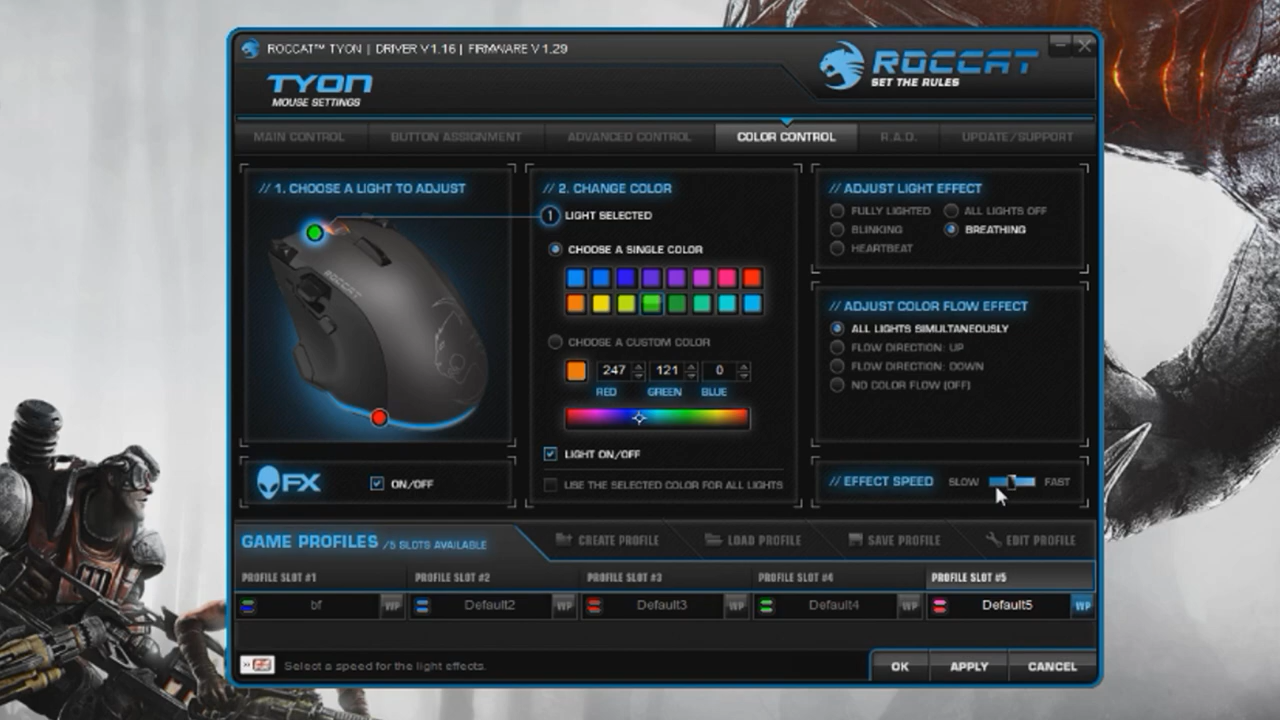 ROCCAT™ TYON | DRIVER V1.16 | FIRMWARE V 1.29
ROCCAT
SET THE RULES
TYON
MOUSE SETTINGS
MAIN CONTROL BUTTON ASSIGNMENT ADVANCED CONTROL COLOR CONTROL R.A.D. UPDATE/SUPPORT
// 1. CHOOSE A LIGHT TO ADJUST
ROCCAT
FX
ON/OFF
// 2. CHANGE COLOR
1 LIGHT SELECTED
CHOOSE A SINGLE COLOR
CHOOSE A CUSTOM COLOR
247 121 0
RED GREEN BLUE
LIGHT ON/OFF
USE THE SELECTED COLOR FOR ALL LIGHTS
// ADJUST LIGHT EFFECT
FULLY LIGHTED ALL LIGHTS OFF
BLINKING BREATHING
HEARTBEAT
// ADJUST COLOR FLOW EFFECT
ALL LIGHTS SIMULTANEOUSLY
FLOW DIRECTION: UP
FLOW DIRECTION: DOWN
NO COLOR FLOW (OFF)
// EFFECT SPEED SLOW FAST
GAME PROFILES /5 SLOTS AVAILABLE
CREATE PROFILE LOAD PROFILE SAVE PROFILE EDIT PROFILE
PROFILE SLOT #1 PROFILE SLOT #2 PROFILE SLOT #3 PROFILE SLOT #4 PROFILE SLOT #5
bf WP Default2 WP Default3 WP Default4 WP Default5 WP
Select a speed for the light effects.
OK APPLY CANCEL